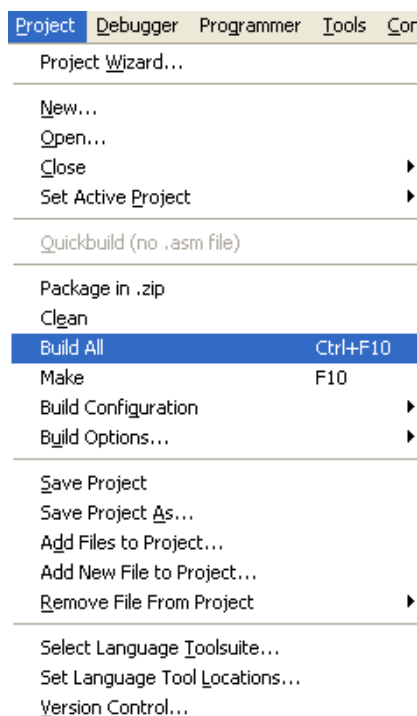 Project Debugger Programmer Tools Cor
Project Wizard...
New...
Open...
Close
Set Active Project
Quickbuild (no .asm file)
Package in .zip
Clean
Build All Ctrl+F10
Make F10
Build Configuration
Build Options...
Save Project
Save Project As...
Add Files to Project...
Add New File to Project...
Remove File From Project
Select Language Toolsuite...
Set Language Tool Locations...
Version Control...